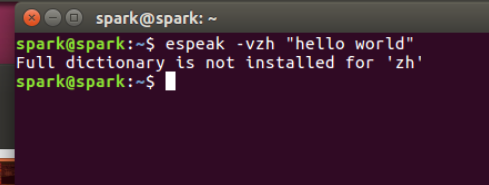 spark@spark: ~
spark@spark:~$ espeak -vzh "hello world"
Full dictionary is not installed for 'zh'
spark@spark:~$